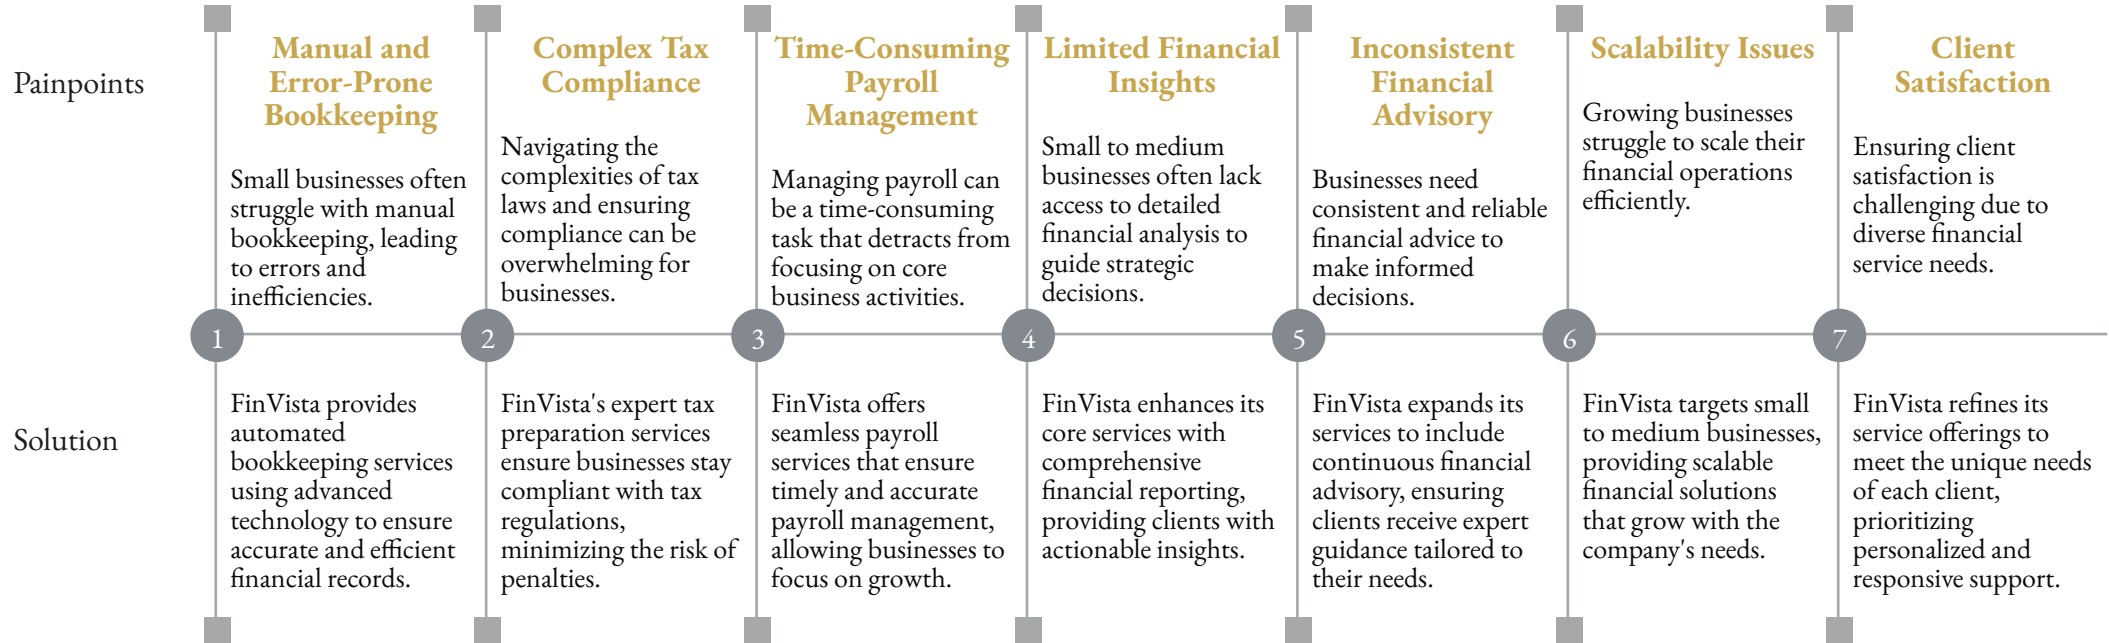 Painpoints
Manual and
Error-Prone
Bookkeeping
Small businesses often
struggle with manual
bookkeeping, leading
to errors and
inefficiencies.
Complex Tax
Compliance
Navigating the
complexities of tax
laws and ensuring
compliance can be
overwhelming for
businesses.
Time-Consuming
Payroll
Management
Managing payroll can
be a time-consuming
task that detracts from
focusing on core
business activities.
Limited Financial
Insights
Small to medium
businesses often lack
access to detailed
financial analysis to
guide strategic
decisions.
Inconsistent
Financial
Advisory
Businesses need
consistent and reliable
financial advice to
make informed
decisions.
Scalability Issues
Growing businesses
struggle to scale their
financial operations
efficiently.
Client
Satisfaction
Ensuring client
satisfaction is
challenging due to
diverse financial
service needs.
1
2
3
4
5
6
7
Solution
FinVista provides
automated
bookkeeping services
using advanced
technology to ensure
accurate and efficient
financial records.
FinVista's expert tax
preparation services
ensure businesses stay
compliant with tax
regulations,
minimizing the risk of
penalties.
FinVista offers
seamless payroll
services that ensure
timely and accurate
payroll management,
allowing businesses to
focus on growth.
FinVista enhances its
core services with
comprehensive
financial reporting,
providing clients with
actionable insights.
FinVista expands its
services to include
continuous financial
advisory, ensuring
clients receive expert
guidance tailored to
their needs.
FinVista targets small
to medium businesses,
providing scalable
financial solutions
that grow with the
company's needs.
FinVista refines its
service offerings to
meet the unique needs
of each client,
prioritizing
personalized and
responsive support.